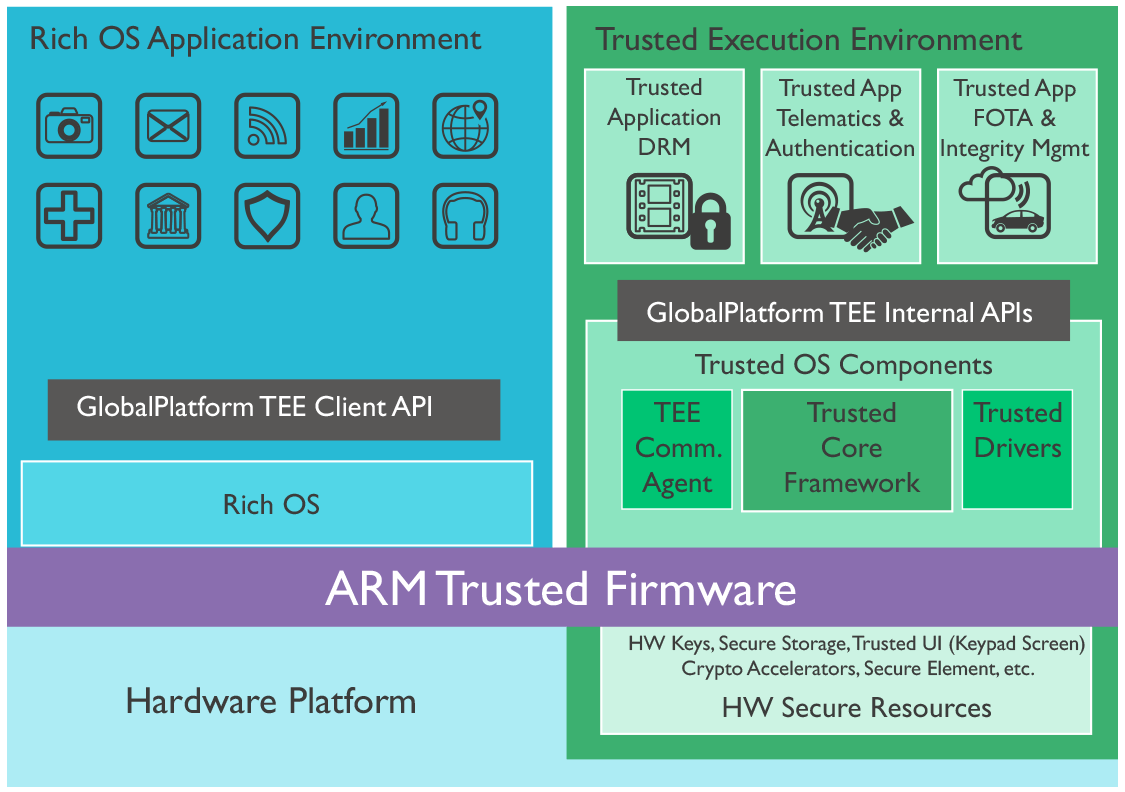 Rich OS Application Environment
GlobalPlatform TEE Client API
Rich OS
Trusted Execution Environment
Trusted
Application
DRM
Trusted App
Telematics &
Authentication
Trusted App
FOTA &
Integrity Mgmt
GlobalPlatform TEE Internal APIs
Trusted OS Components
TEE
Comm.
Agent
Trusted
Core
Framework
Trusted
Drivers
ARM Trusted Firmware
Hardware Platform
HW Keys, Secure Storage, Trusted UI (Keypad Screen)
Crypto Accelerators, Secure Element, etc.
HW Secure Resources